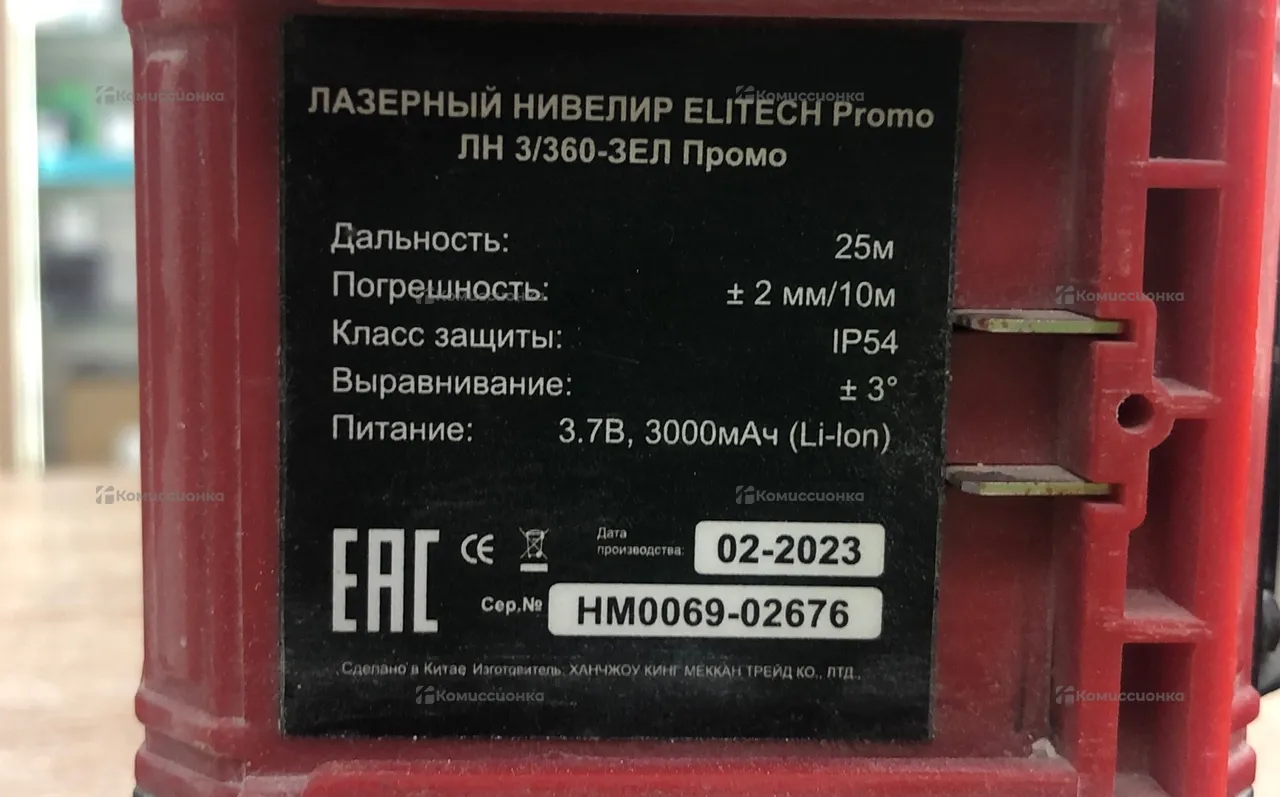 ЛАЗЕРНЫЙ НИВЕЛИР ELITECH Promo
ЛН 3/360-ЗЕЛ Промо
Дальность: 25м
Погрешность: ± 2 мм/10м
Класс защиты: IP54
Выравнивание: ± 3°
Питание: 3.7В, 3000мАч (Li-Ion)
EAC CE Дата
производства: 02-2023
Сер.№ HM0069-02676
Сделано в Китае Изготовитель: ХАНЧЖОУ КИНГ МЕККАН ТРЕЙД КО., ЛТД.,
Комиссионка
Комиссионка
Комиссионка
Комиссионка
Комиссионка
Комиссионка
Комиссионка
Комиссионка